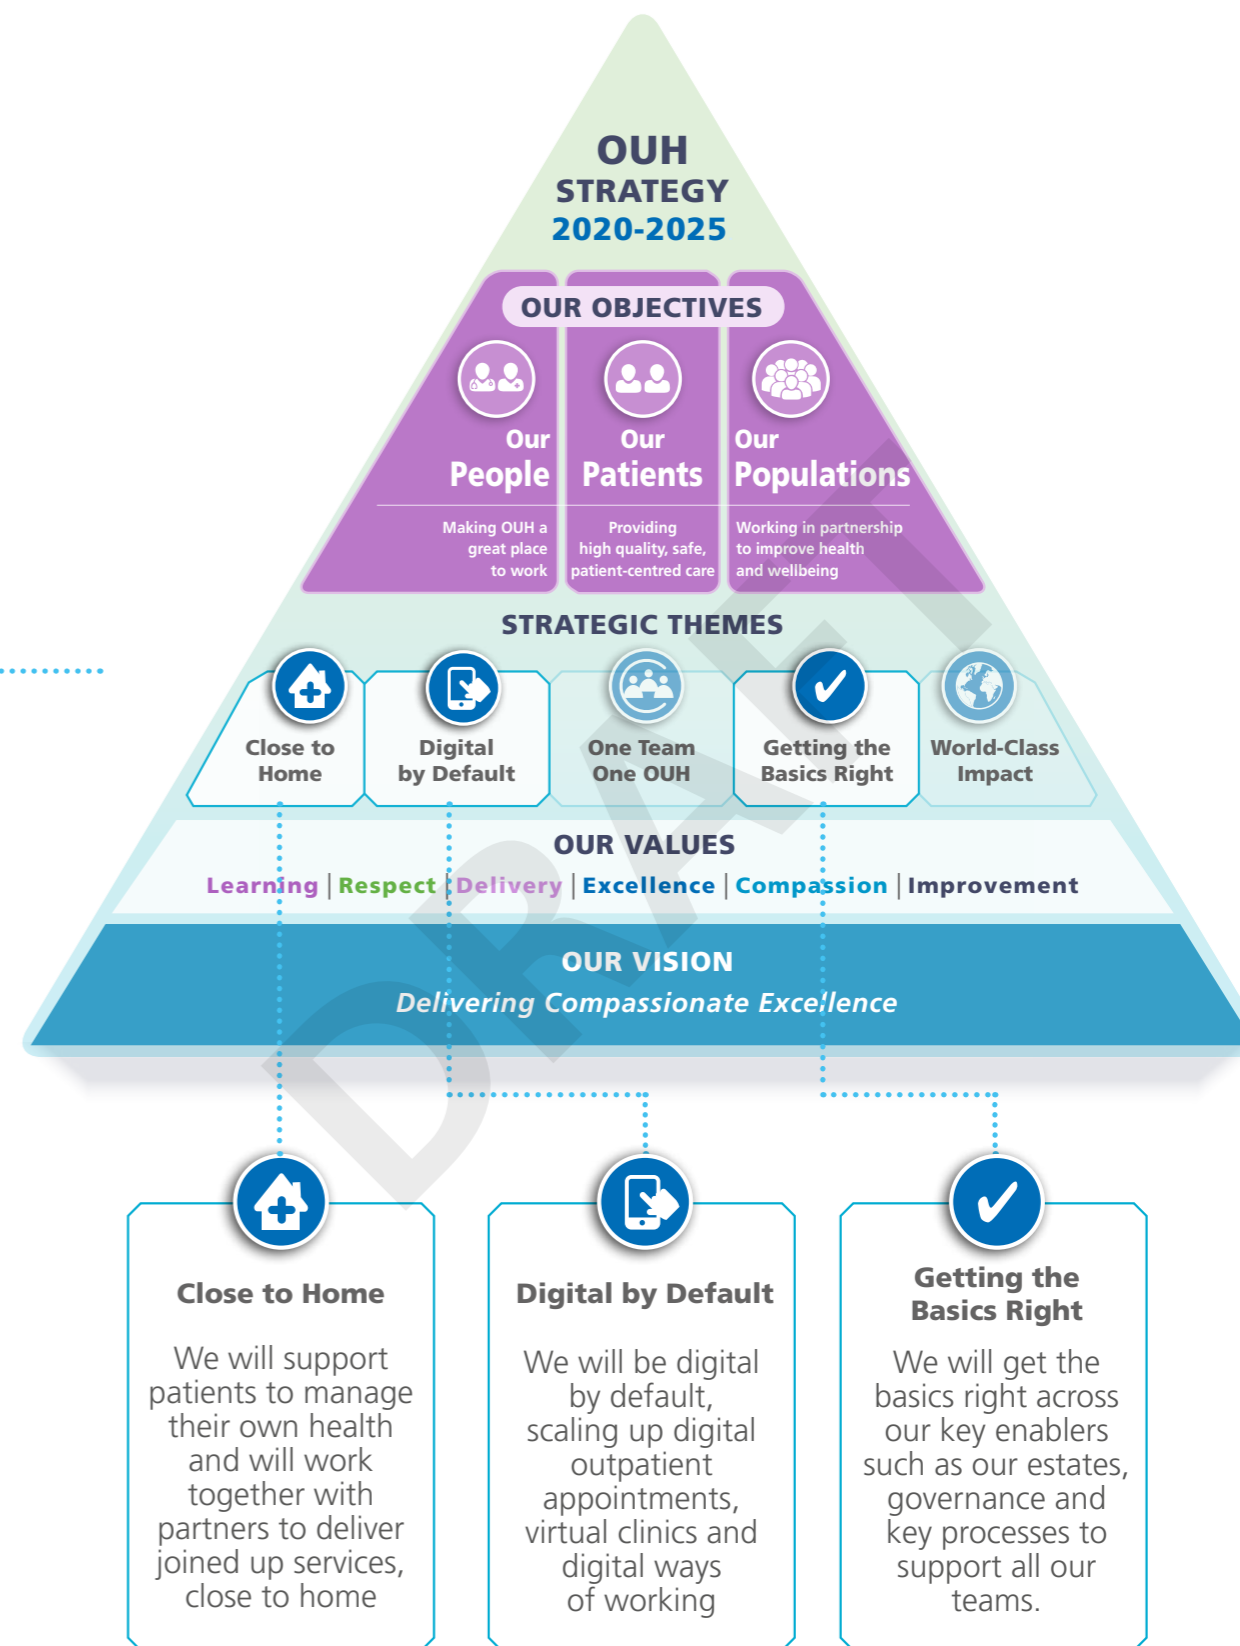 OUH
STRATEGY
2020-2025
OUR OBJECTIVES
Our
People
Making OUH a
great place
to work
Our
Patients
Providing
high quality, safe,
patient-centred care
Our
Populations
Working in partnership
to improve health
and wellbeing
STRATEGIC THEMES
Close to
Home
Digital
by Default
One Team
One OUH
Getting the
Basics Right
World-Class
Impact
OUR VALUES
Learning | Respect | Delivery | Excellence | Compassion | Improvement
OUR VISION
Delivering Compassionate Excellence
DRAFT
Close to Home
We will support
patients to manage
their own health
and will work
together with
partners to deliver
joined up services,
close to home
Digital by Default
We will be digital
by default,
scaling up digital
outpatient
appointments,
virtual clinics and
digital ways
of working
Getting the
Basics Right
We will get the
basics right across
our key enablers
such as our estates,
governance and
key processes to
support all our
teams.